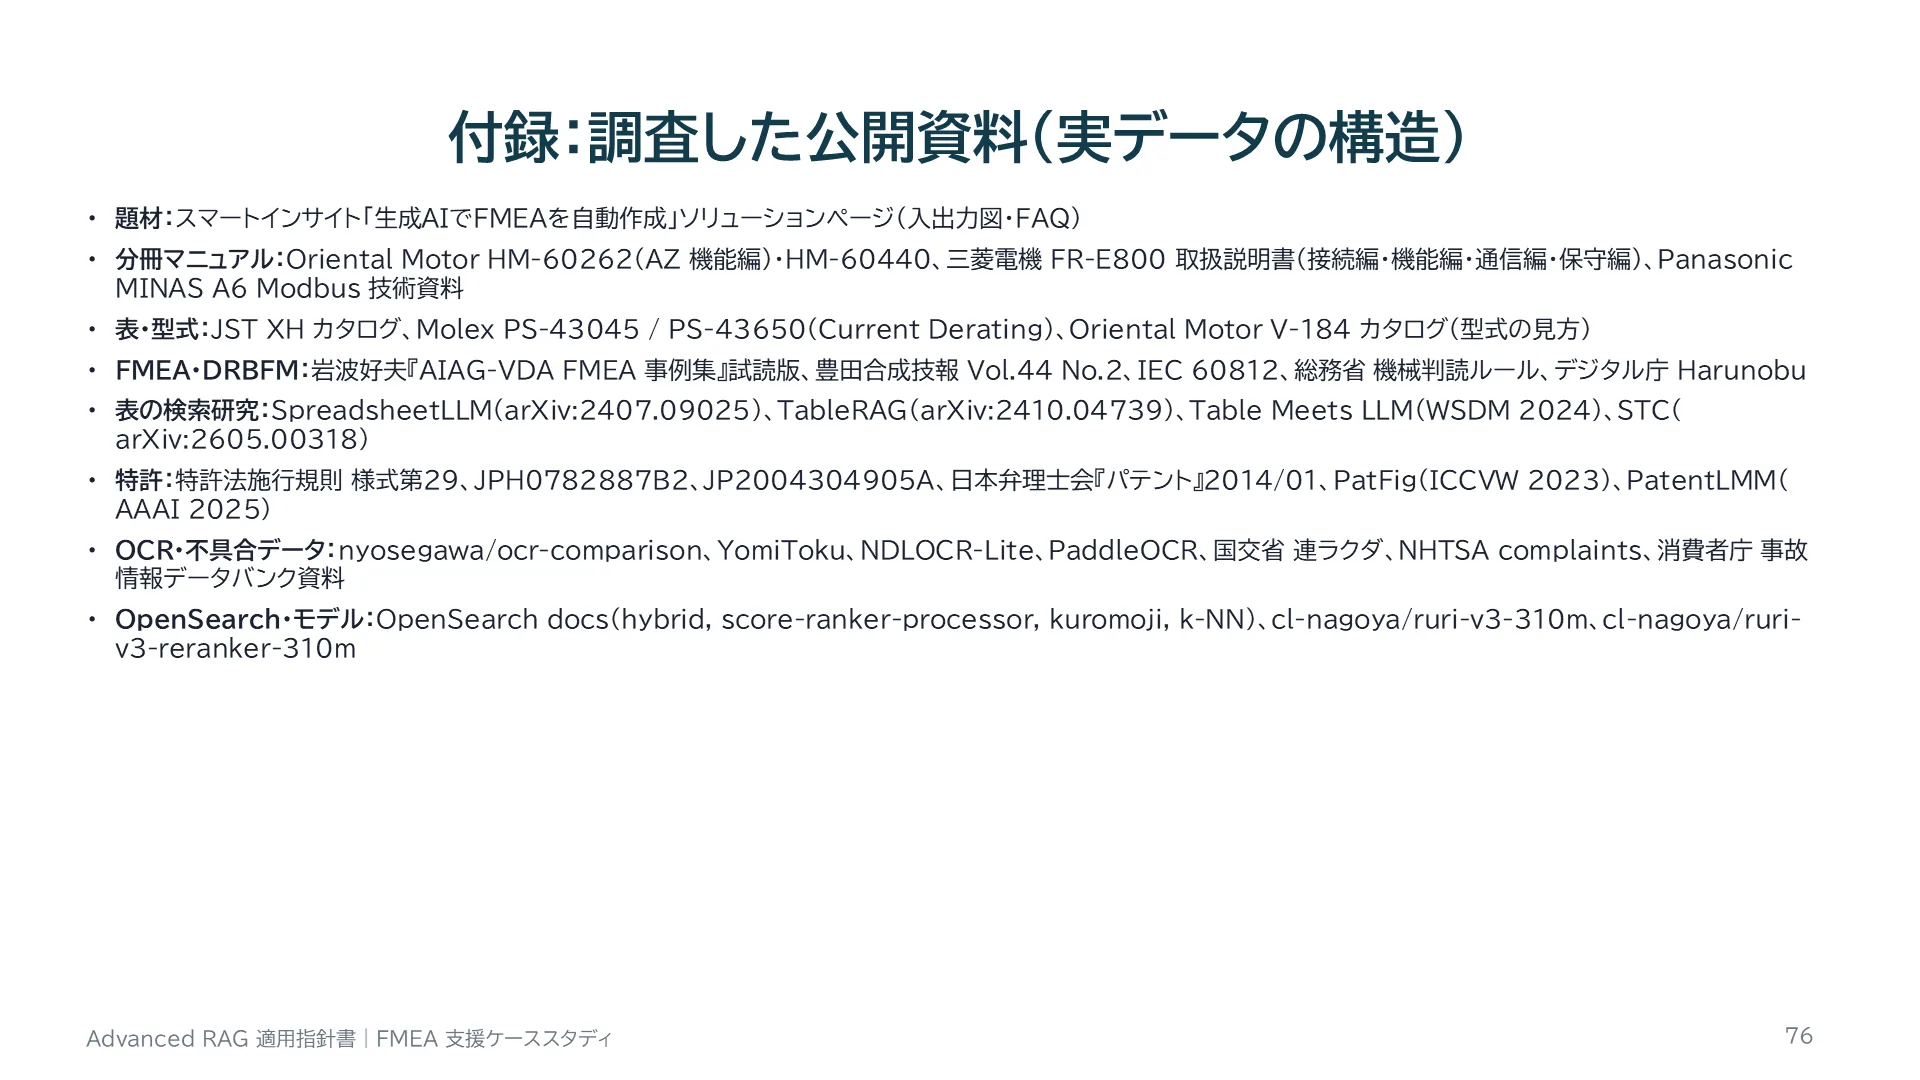 付録：調査した公開資料（実データの構造）
• 題材：スマートインサイト「生成AIでFMEAを自動作成」ソリューションページ（入出力図・FAQ）
• 分冊マニュアル：Oriental Motor HM-60262（AZ 機能編）・HM-60440、三菱電機 FR-E800 取扱説明書（接続編・機能編・通信編・保守編）、Panasonic
MINAS A6 Modbus 技術資料
• 表・型式：JST XH カタログ、Molex PS-43045 / PS-43650（Current Derating）、Oriental Motor V-184 カタログ（型式の見方）
• FMEA・DRBFM：岩波好夫『AIAG-VDA FMEA 事例集』試読版、豊田合成技報 Vol.44 No.2、IEC 60812、総務省 機械判読ルール、デジタル庁 Harunobu
• 表の検索研究：SpreadsheetLLM（arXiv:2407.09025）、TableRAG（arXiv:2410.04739）、Table Meets LLM（WSDM 2024）、STC（
arXiv:2605.00318）
• 特許：特許法施行規則 様式第29、JPH0782887B2、JP2004304905A、日本弁理士会『パテント』2014/01、PatFig（ICCVW 2023）、PatentLMM（
AAAI 2025）
• OCR・不具合データ：nyosegawa/ocr-comparison、YomiToku、NDLOCR-Lite、PaddleOCR、国交省 連ラクダ、NHTSA complaints、消費者庁 事故
情報データバンク資料
• OpenSearch・モデル：OpenSearch docs（hybrid, score-ranker-processor, kuromoji, k-NN）、cl-nagoya/ruri-v3-310m、cl-nagoya/ruri-
v3-reranker-310m
Advanced RAG 適用指針書｜FMEA 支援ケーススタディ
76